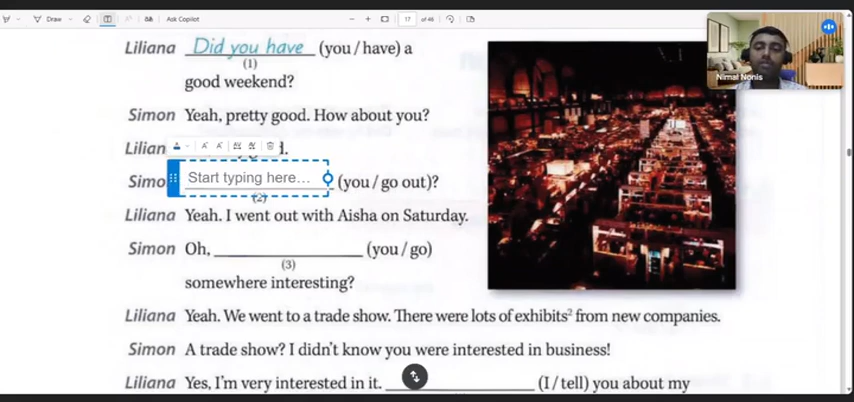 Draw
Ask Copilot
17 of 46
Nimal Nonis
Liliana Did you have (you / have) a
(1)
good weekend?
Simon Yeah, pretty good. How about you?
Lilian
d.
Simo Start typing here... (you / go out)?
(2)
Liliana Yeah. I went out with Aisha on Saturday.
Simon Oh, ____________ (you / go)
(3)
somewhere interesting?
Liliana Yeah. We went to a trade show. There were lots of exhibits² from new companies.
Simon A trade show? I didn't know you were interested in business!
Liliana Yes, I'm very interested in it. ____________ (I / tell) you about my